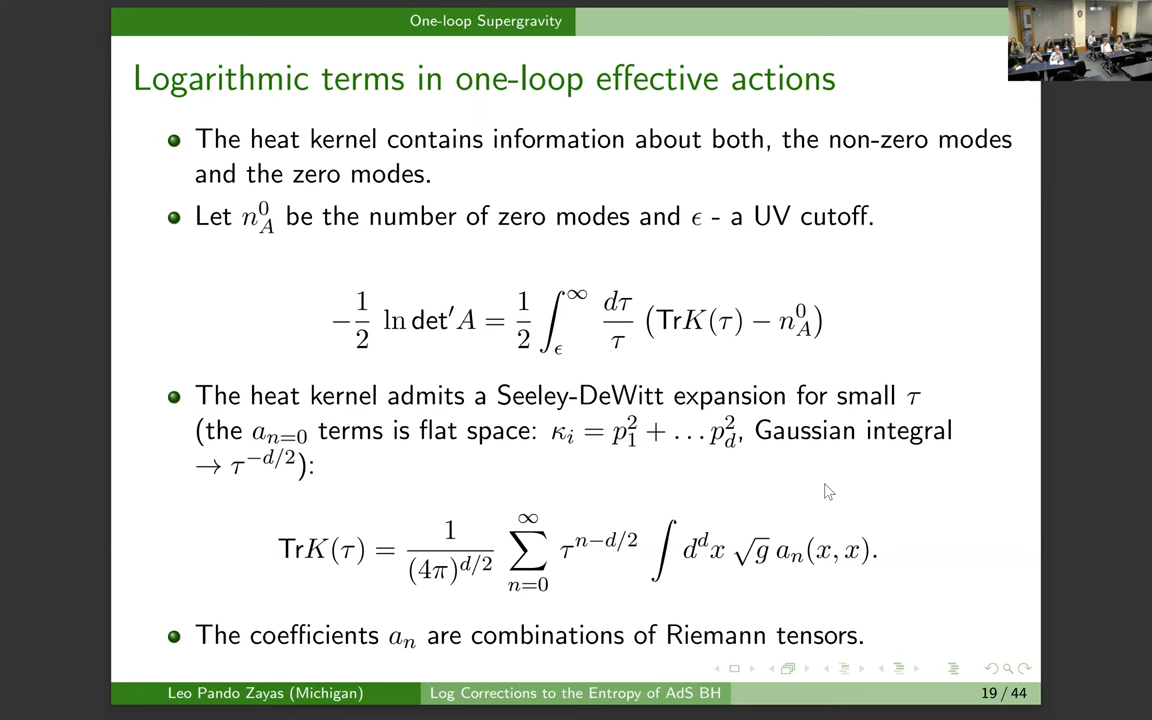 One-loop Supergravity
Logarithmic terms in one-loop effective actions
The heat kernel contains information about both, the non-zero modes
and the zero modes.
Let n_A^0 be the number of zero modes and ϵ - a UV cutoff.
−1/2 ln det′A = 1/2 ∫_ϵ^∞ dτ/τ (TrK(τ) − n_A^0)
The heat kernel admits a Seeley-DeWitt expansion for small τ
(the a_{n=0} terms is flat space: κ_i = p_1^2 + … p_d^2, Gaussian integral
→ τ^{−d/2}):
TrK(τ) = 1/(4π)^{d/2} ∑_{n=0}^∞ τ^{n−d/2} ∫ d^d x √g a_n(x, x).
The coefficients a_n are combinations of Riemann tensors.
Leo Pando Zayas (Michigan) Log Corrections to the Entropy of AdS BH 19 / 44